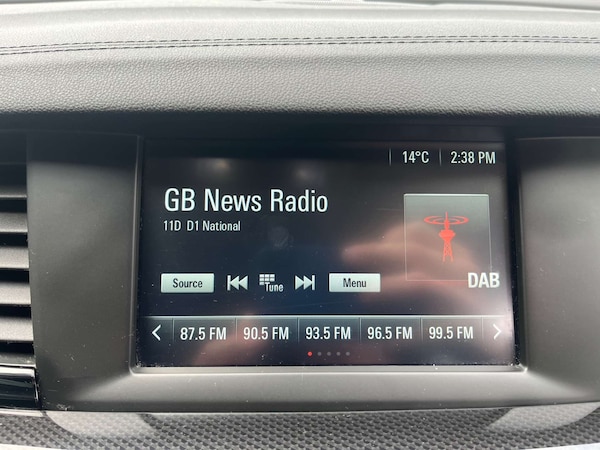 14°C 2:38 PM
GB News Radio
11D D1 National
DAB
Source Tune Menu
87.5 FM 90.5 FM 93.5 FM 96.5 FM 99.5 FM